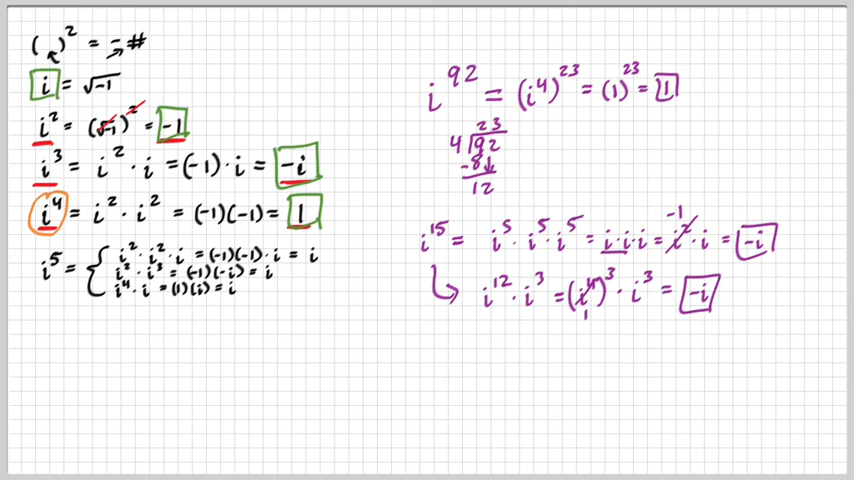 ( )² = - #
i = √-1
i² = (√-1)² = -1
i³ = i² · i = (-1) · i = -i
i⁴ = i² · i² = (-1)(-1) = 1
i⁵ = { i² · i² · i = (-1)(-1) · i = i
i² · i³ = (-1)(-i) = i
i⁴ · i = (1)(i) = i
i⁹² = (i⁴)²³ = (1)²³ = 1
23
4 92
-8↓
12
-1
i¹⁵ = i⁵ · i⁵ · i⁵ = i · i · i = i² · i = -i
i¹² · i³ = (i⁴)³ · i³ = -i
1